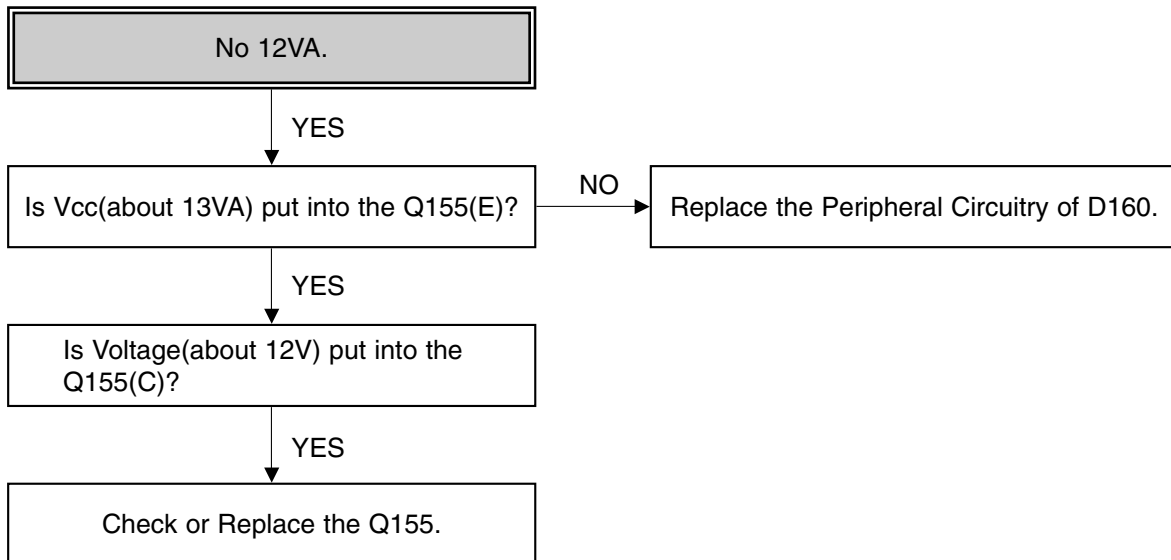 No 12VA.
YES
Is Vcc(about 13VA) put into the Q155(E)?
NO
Replace the Peripheral Circuitry of D160.
YES
Is Voltage(about 12V) put into the
Q155(C)?
YES
Check or Replace the Q155.